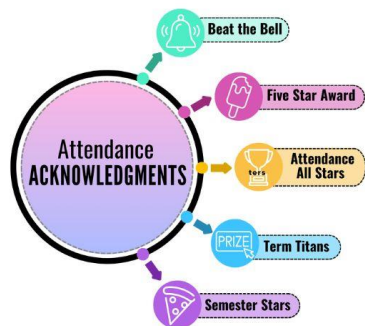 Beat the Bell
Five Star Award
Attendance
ACKNOWLEDGMENTS
Attendance
All Stars
ters
PRIZE
Term Titans
Semester Stars